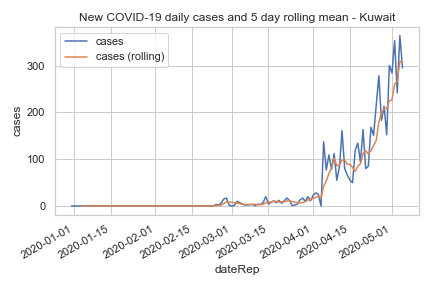 New COVID-19 daily cases and 5 day rolling mean - Kuwait
cases
cases (rolling)
300
200
100
0
cases
2020-01-01
2020-01-15
2020-02-01
2020-02-15
2020-03-01
2020-03-15
2020-04-01
2020-04-15
2020-05-01
dateRep